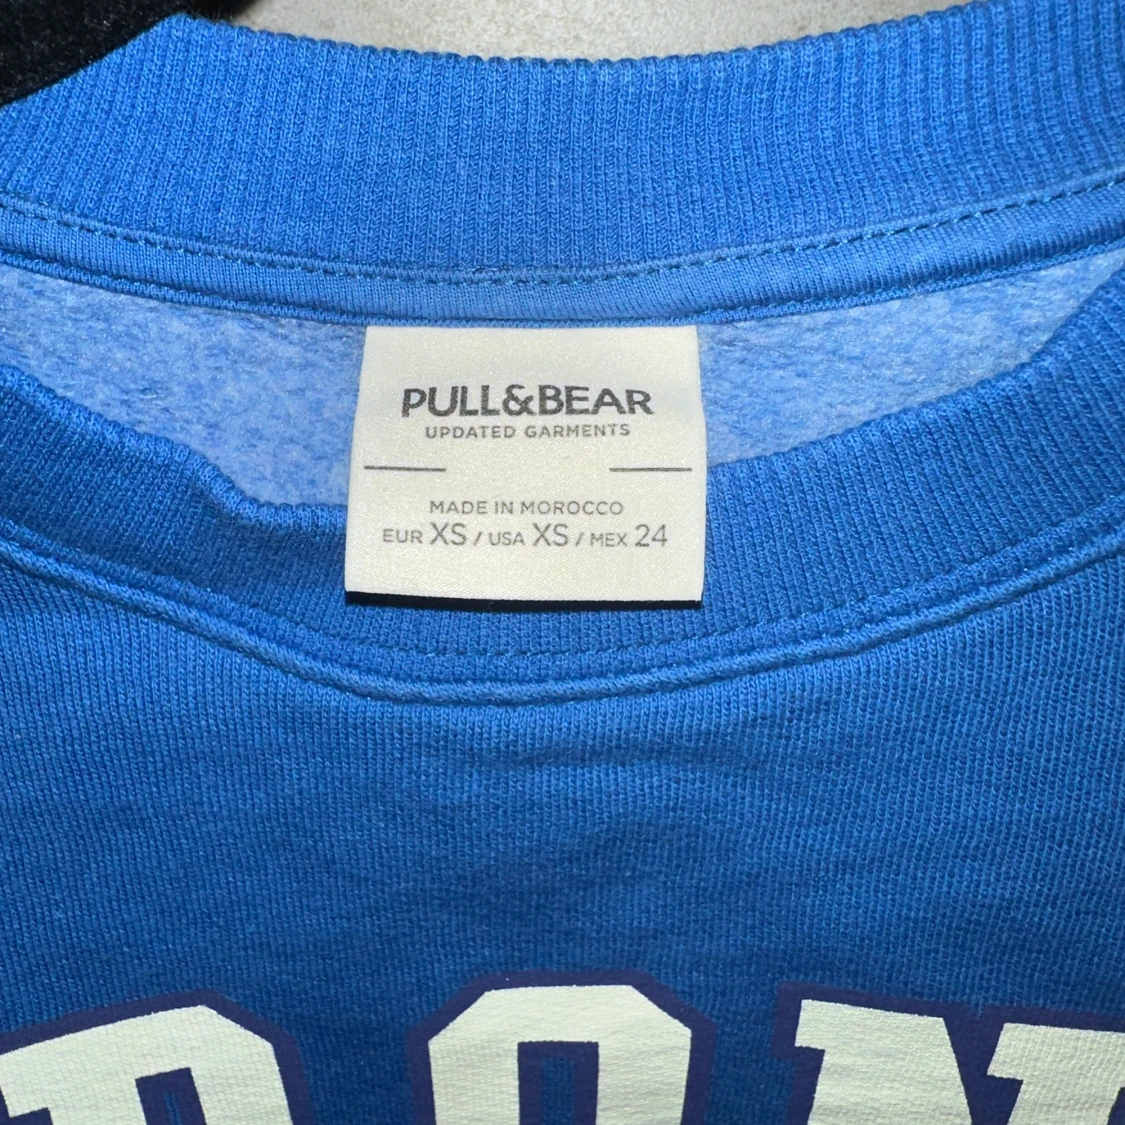 PULL&BEAR
UPDATED GARMENTS
MADE IN MOROCCO
EUR XS / USA XS / MEX 24